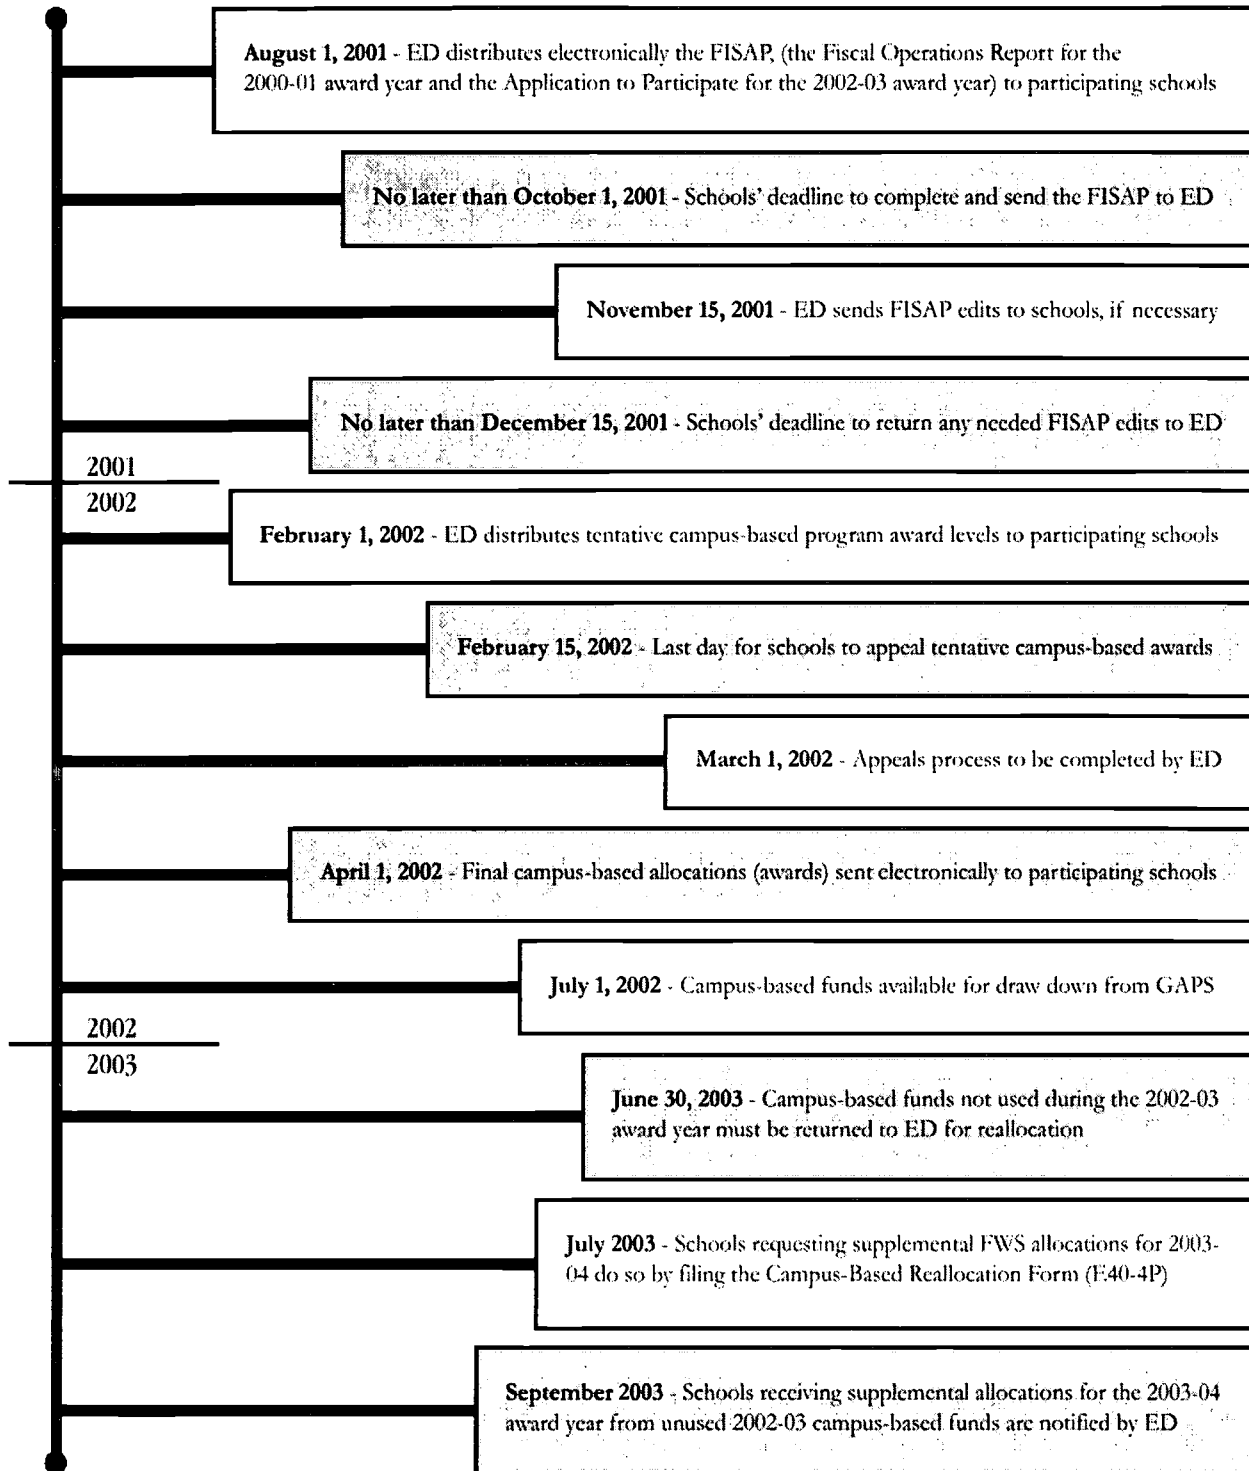 August 1, 2001 - ED distributes electronically the FISAP, (the Fiscal Operations Report for the
2000-01 award year and the Application to Participate for the 2002-03 award year) to participating schools
No later than October 1, 2001 - Schools' deadline to complete and send the FISAP to ED
November 15, 2001 - ED sends FISAP edits to schools, if necessary
No later than December 15, 2001 - Schools' deadline to return any needed FISAP edits to ED
2001
2002
February 1, 2002 - ED distributes tentative campus-based program award levels to participating schools
February 15, 2002 - Last day for schools to appeal tentative campus-based awards
March 1, 2002 - Appeals process to be completed by ED
April 1, 2002 - Final campus-based allocations (awards) sent electronically to participating schools
July 1, 2002 - Campus-based funds available for draw down from GAPS
2002
2003
June 30, 2003 - Campus-based funds not used during the 2002-03
award year must be returned to ED for reallocation
July 2003 - Schools requesting supplemental FWS allocations for 2003-
04 do so by filing the Campus-Based Reallocation Form (E40-4P)
September 2003 - Schools receiving supplemental allocations for the 2003-04
award year from unused 2002-03 campus-based funds are notified by ED